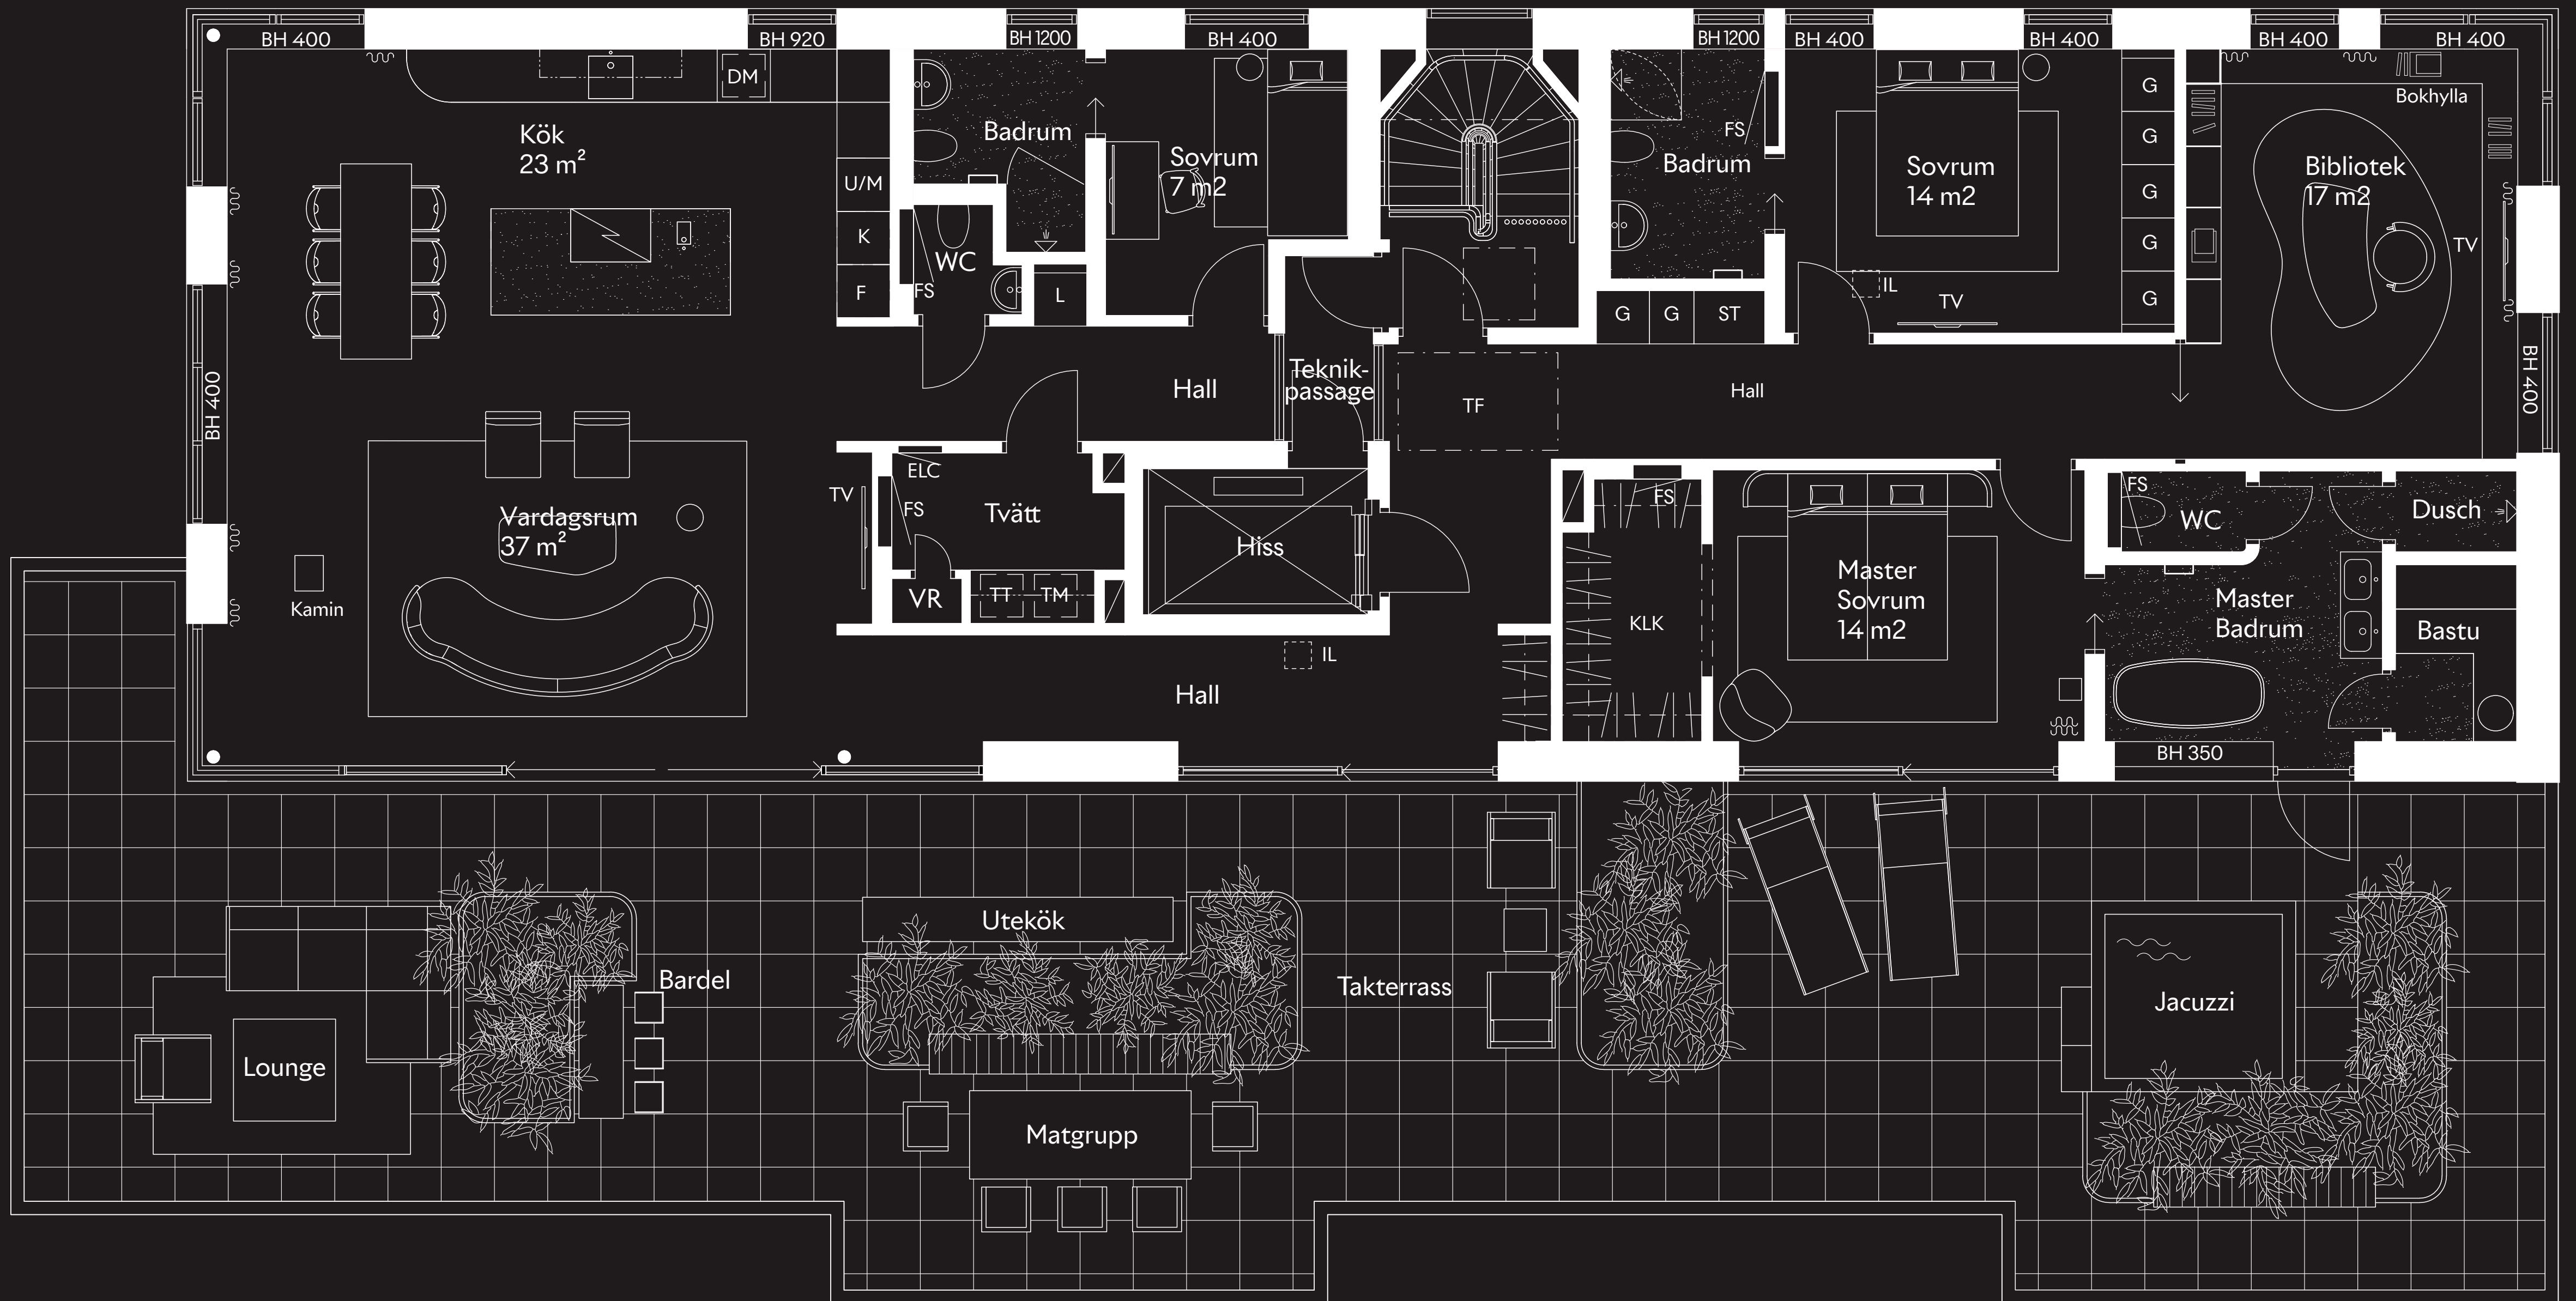 BH 400
BH 920
BH 1200
BH 400
BH 1200
BH 400
BH 400
BH 400
BH 400
DM
Kök
23 m²
U/M
K
F
Badrum
WC
FS
L
Sovrum
7 m2
Badrum
FS
G
G
ST
Sovrum
14 m2
IL
TV
G
G
G
G
G
Bokhylla
Bibliotek
17 m2
TV
BH 400
BH 400
Hall
Teknik-
passage
TF
Hall
Vardagsrum
37 m²
Kamin
TV
ELC
FS
Tvätt
VR
TT
TM
Hiss
IL
Hall
FS
KLK
Master
Sovrum
14 m2
FS
WC
Dusch
Master
Badrum
Bastu
BH 350
Lounge
Bardel
Utekök
Matgrupp
Takterrass
Jacuzzi